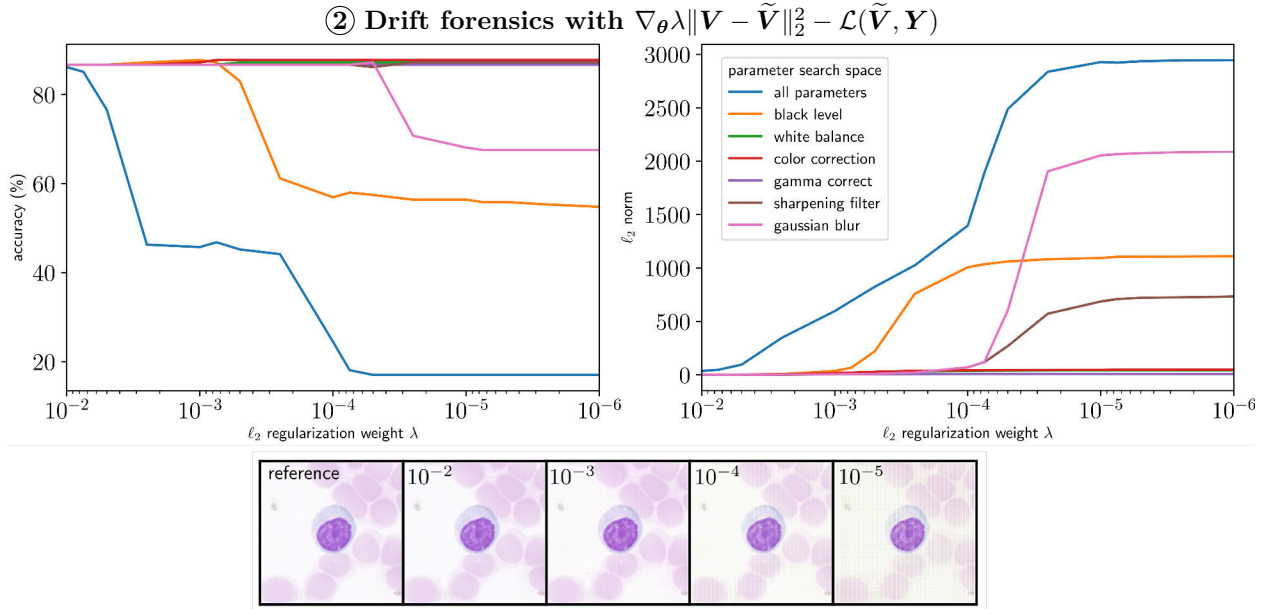 ② Drift forensics with ∇_θ λ‖V − Ṽ‖₂² − ℒ(Ṽ, Y)
accuracy (%)
80
60
40
20
10⁻²
10⁻³
10⁻⁴
10⁻⁵
10⁻⁶
ℓ₂ regularization weight λ
ℓ₂ norm
3000
2500
2000
1500
1000
500
0
parameter search space
all parameters
black level
white balance
color correction
gamma correct
sharpening filter
gaussian blur
10⁻²
10⁻³
10⁻⁴
10⁻⁵
10⁻⁶
ℓ₂ regularization weight λ
reference
10⁻²
10⁻³
10⁻⁴
10⁻⁵